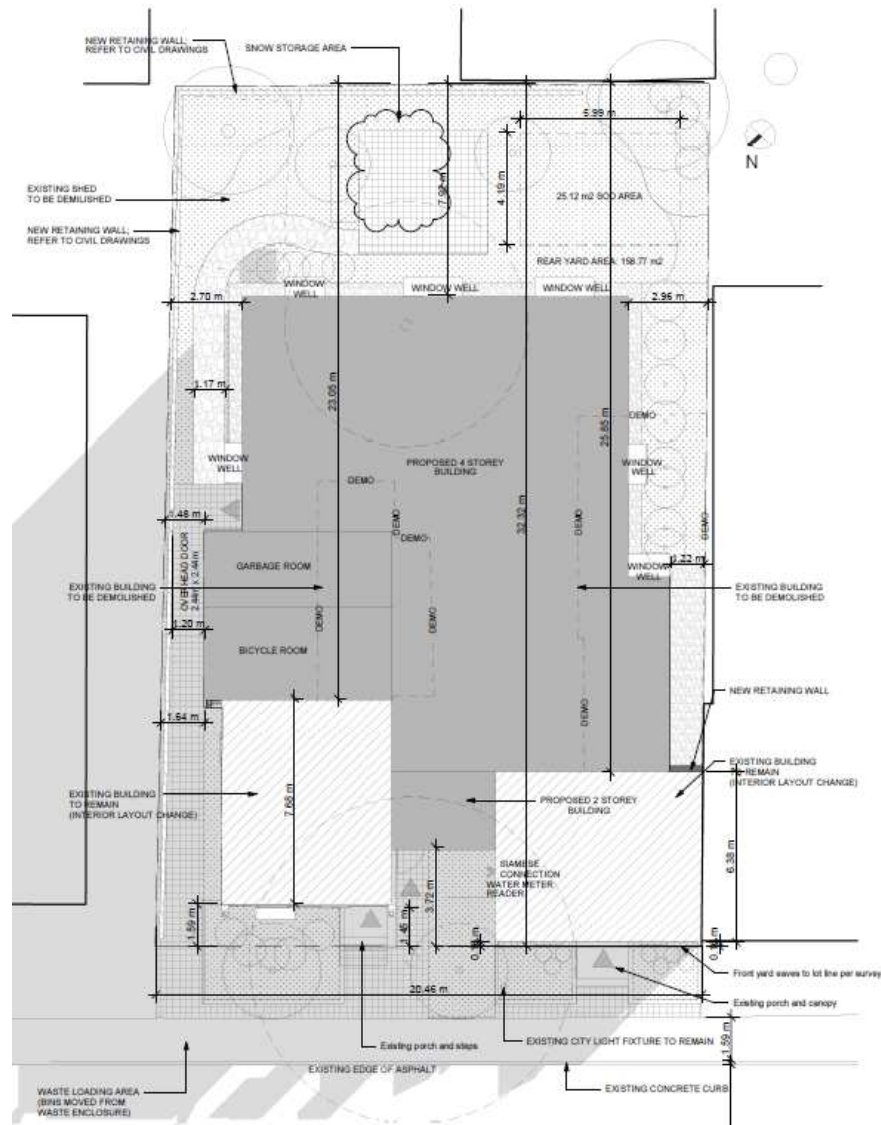 NEW RETAINING WALL;
REFER TO CIVIL DRAWINGS
SNOW STORAGE AREA
N
EXISTING SHED
TO BE DEMILISHED
NEW RETAINING WALL;
REFER TO CIVIL DRAWINGS
7.92 m
4.19 m
5.99 m
25.12 m2 SOD AREA
REAR YARD AREA: 158.77 m2
WINDOW
WELL
WINDOW WELL
WINDOW WELL
2.70 m
2.96 m
1.17 m
23.05 m
25.85 m
32.32 m
DEMO
WINDOW
WELL
PROPOSED 4 STOREY
BUILDING
WINDOW
WELL
DEMO
DEMO
DEMO
DEMO
DEMO
1.48 m
OVERHEAD DOOR
2.44m x 2.44m
GARBAGE ROOM
1.22 m
WINDOW
WELL
EXISTING BUILDING
TO BE DEMOLISHED
EXISTING BUILDING
TO BE DEMOLISHED
DEMO
DEMO
1.20 m
BICYCLE ROOM
1.64 m
DEMO
NEW RETAINING WALL
EXISTING BUILDING
TO REMAIN
(INTERIOR LAYOUT CHANGE)
EXISTING BUILDING
TO REMAIN
(INTERIOR LAYOUT CHANGE)
7.68 m
PROPOSED 2 STOREY
BUILDING
6.38 m
SIAMESE
CONNECTION
WATER METER
READER
3.72 m
1.59 m
1.45 m
Front yard eaves to lot line per survey
20.46 m
Existing porch and canopy
Existing porch and steps
EXISTING CITY LIGHT FIXTURE TO REMAIN
1.59 m
EXISTING EDGE OF ASPHALT
WASTE LOADING AREA
(BINS MOVED FROM
WASTE ENCLOSURE)
EXISTING CONCRETE CURB